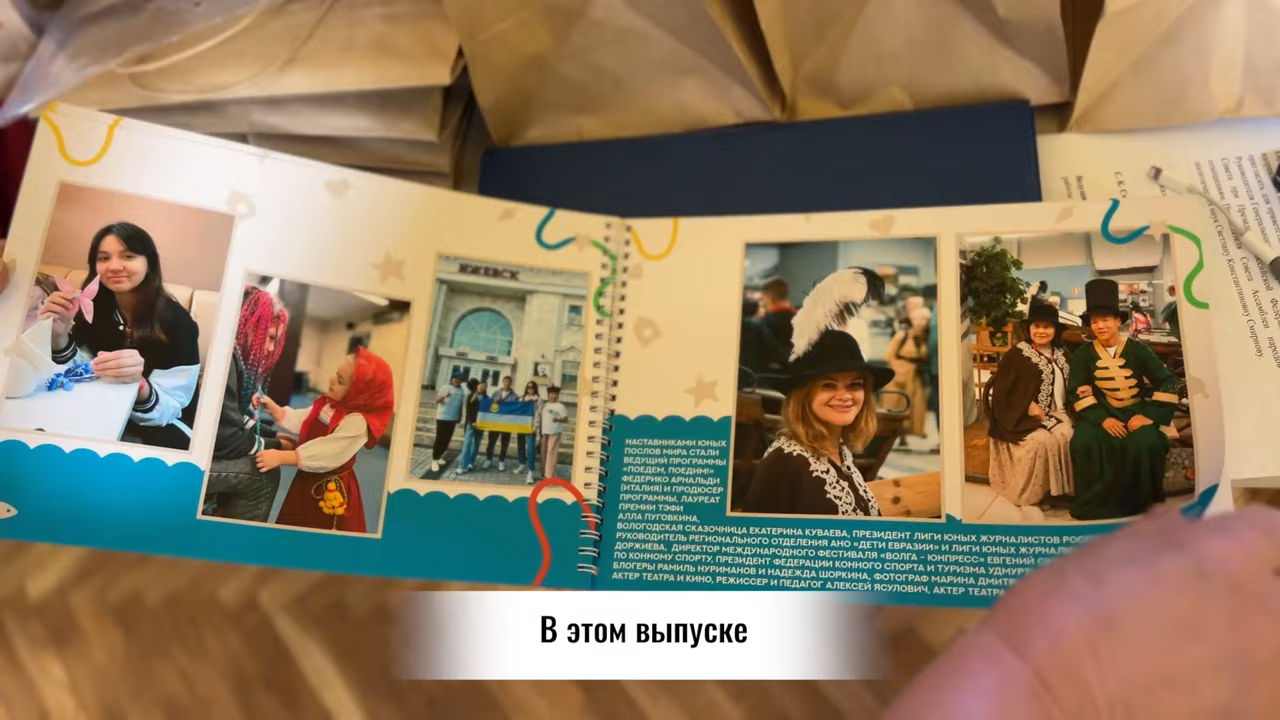 ИЖЕВСК
НАСТАВНИКАМИ ЮНЫХ
ПОСЛОВ МИРА СТАЛИ
ВЕДУЩИЙ ПРОГРАММЫ
«ПОЕДЕМ, ПОЕДИМ!»
ФЕДЕРИКО АРНАЛЬДИ
(ИТАЛИЯ) И ПРОДЮСЕР
ПРОГРАММЫ, ЛАУРЕАТ
ПРЕМИИ ТЭФИ
АЛЛА ПУГОВКИНА,
ВОЛОГОДСКАЯ СКАЗОЧНИЦА ЕКАТЕРИНА КУВАЕВА, ПРЕЗИДЕНТ ЛИГИ ЮНЫХ ЖУРНАЛИСТОВ
РУКОВОДИТЕЛЬ РЕГИОНАЛЬНОГО ОТДЕЛЕНИЯ АНО «ДЕТИ ЕВРАЗИИ» И ЛИГИ ЮНЫХ
ДОРЖИЕВА, ДИРЕКТОР МЕЖДУНАРОДНОГО ФЕСТИВАЛЯ «ВОЛГА - ЮНПРЕСС» ЕВГЕНИЙ
ПО КОННОМУ СПОРТУ, ПРЕЗИДЕНТ ФЕДЕРАЦИИ КОННОГО СПОРТА И ТУРИЗМА
БЛОГЕРЫ РАМИЛЬ НУРИМАНОВ И НАДЕЖДА ШОРКИНА, ФОТОГРАФ МАРИНА
АКТЕР ТЕАТРА И КИНО, РЕЖИССЕР И ПЕДАГОГ АЛЕКСЕЙ ЯСУЛОВИЧ, АКТЕР ТЕАТРА
В этом выпуске